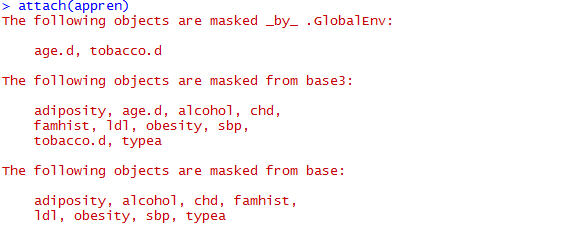 > attach(appren)
The following objects are masked _by_ .GlobalEnv:
age.d, tobacco.d
The following objects are masked from base3:
adiposity, age.d, alcohol, chd,
famhist, ldl, obesity, sbp,
tobacco.d, typea
The following objects are masked from base:
adiposity, alcohol, chd, famhist,
ldl, obesity, sbp, typea